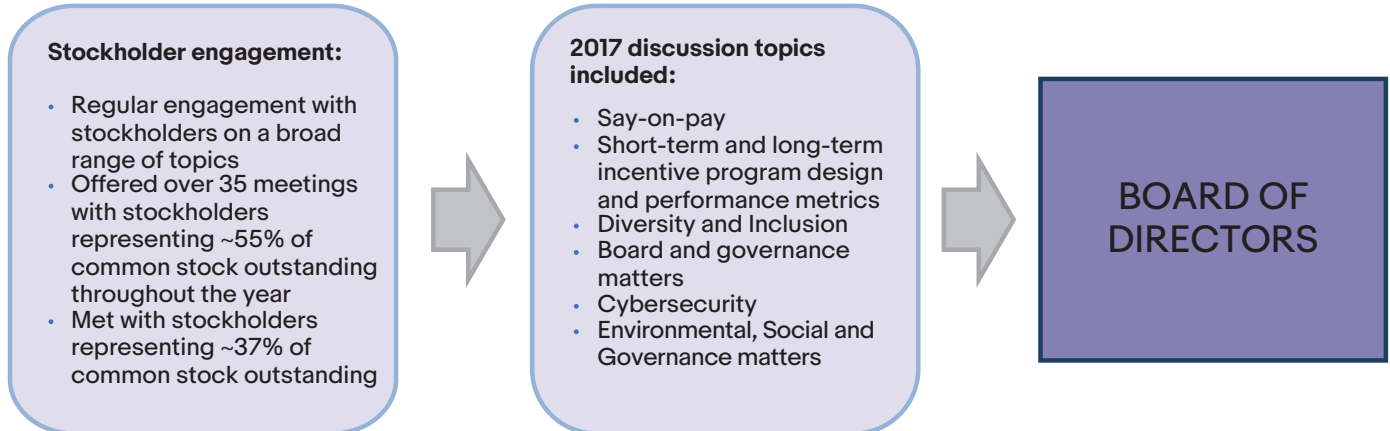 Stockholder engagement:
• Regular engagement with
stockholders on a broad
range of topics
• Offered over 35 meetings
with stockholders
representing ~55% of
common stock outstanding
throughout the year
• Met with stockholders
representing ~37% of
common stock outstanding
2017 discussion topics
included:
• Say-on-pay
• Short-term and long-term
incentive program design
and performance metrics
• Diversity and Inclusion
• Board and governance
matters
• Cybersecurity
• Environmental, Social and
Governance matters
BOARD OF
DIRECTORS